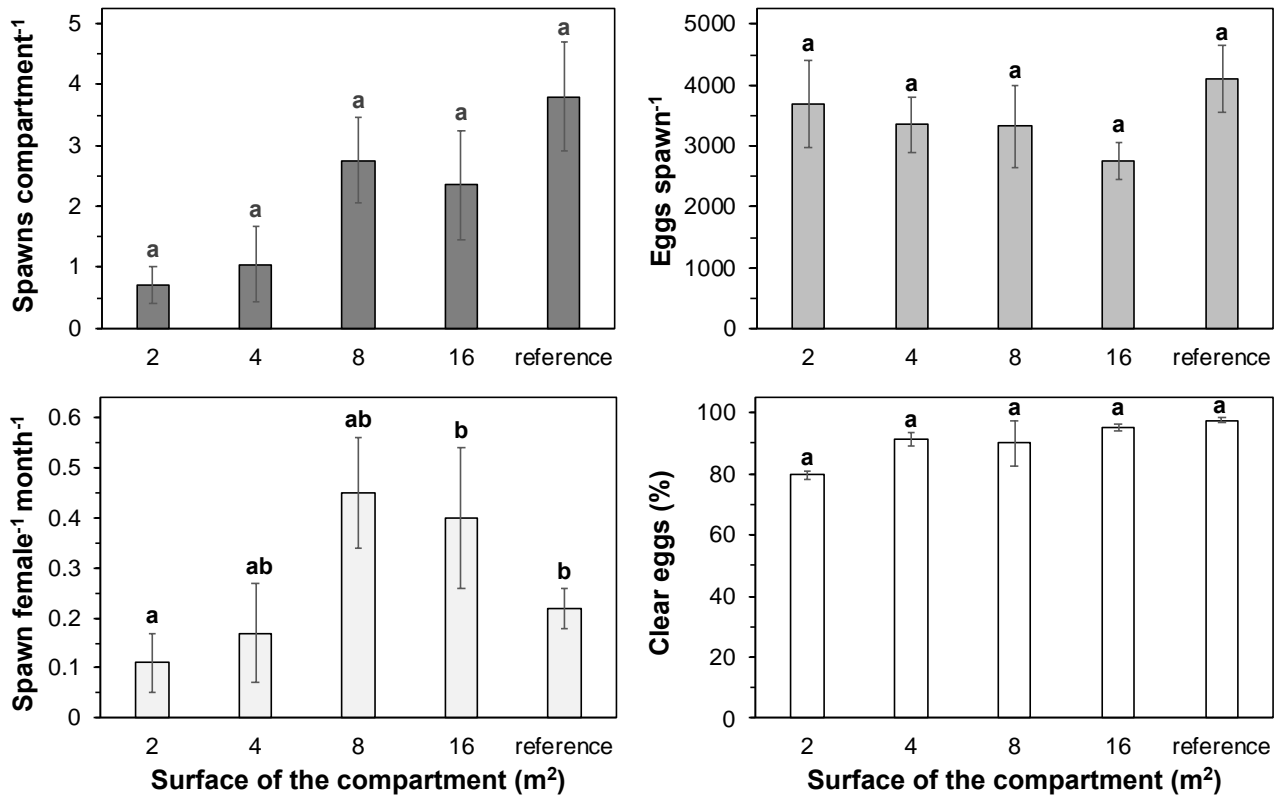 Spawns compartment⁻¹
5
4
3
2
1
0
a
a
a
a
a
2 4 8 16 reference
Eggs spawn⁻¹
5000
4000
3000
2000
1000
0
a
a
a
a
a
2 4 8 16 reference
Spawn female⁻¹ month⁻¹
0.6
0.5
0.4
0.3
0.2
0.1
0
a
ab
ab
b
b
2 4 8 16 reference
Surface of the compartment (m²)
Clear eggs (%)
100
80
60
40
20
0
a
a
a
a
a
2 4 8 16 reference
Surface of the compartment (m²)